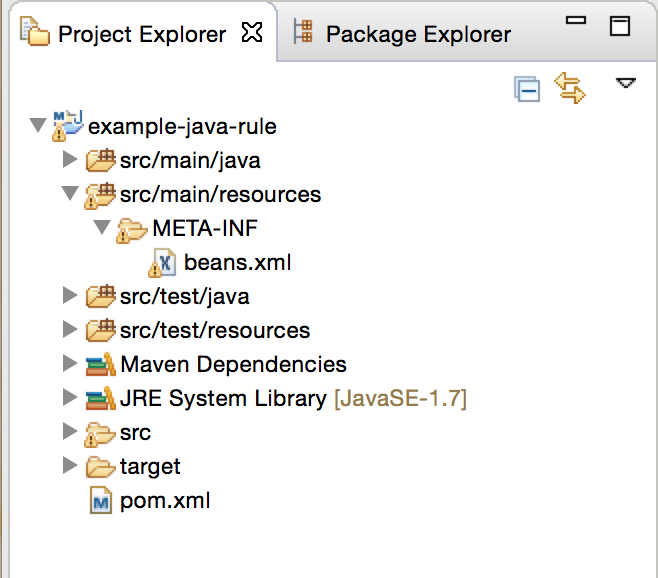 Project Explorer Package Explorer
example-java-rule
src/main/java
src/main/resources
META-INF
beans.xml
src/test/java
src/test/resources
Maven Dependencies
JRE System Library [JavaSE-1.7]
src
target
pom.xml